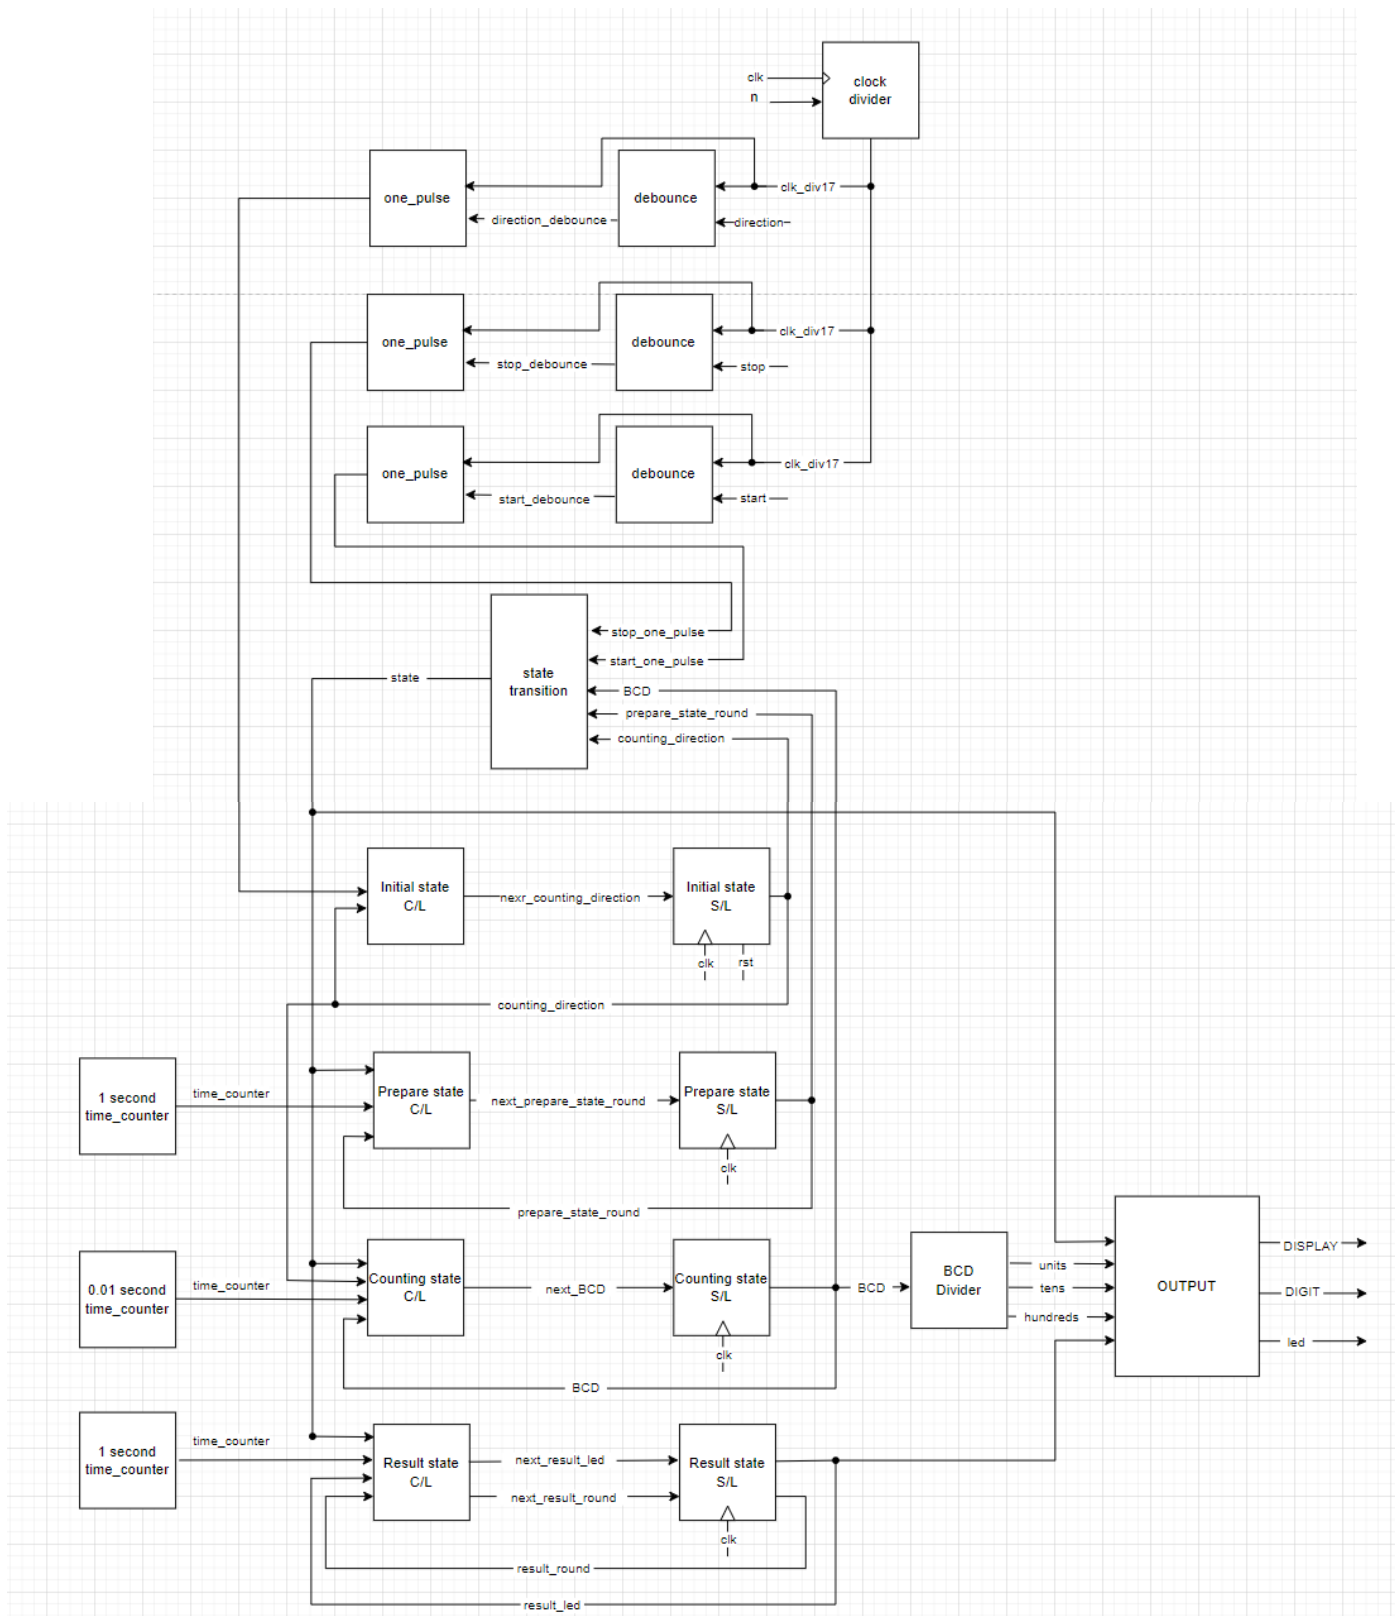 clk
n
clock
divider
one_pulse
debounce
clk_div17
direction_debounce
direction
one_pulse
debounce
clk_div17
stop_debounce
stop
one_pulse
debounce
clk_div17
start_debounce
start
stop_one_pulse
start_one_pulse
state
state
transition
BCD
prepare_state_round
counting_direction
Initial state
C/L
nexr_counting_direction
Initial state
S/L
clk
rst
counting_direction
1 second
time_counter
time_counter
Prepare state
C/L
next_prepare_state_round
Prepare state
S/L
clk
prepare_state_round
0.01 second
time_counter
time_counter
Counting state
C/L
next_BCD
Counting state
S/L
clk
BCD
BCD
Divider
units
tens
hundreds
OUTPUT
DISPLAY
DIGIT
led
BCD
1 second
time_counter
time_counter
Result state
C/L
next_result_led
next_result_round
Result state
S/L
clk
result_round
result_led